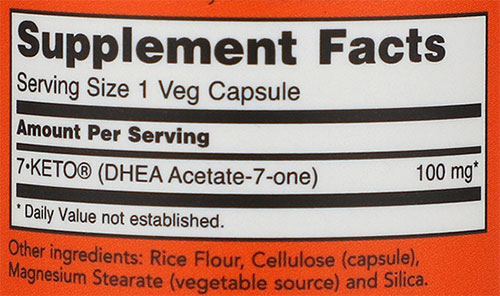 Supplement Facts
Serving Size 1 Veg Capsule
Amount Per Serving
7•KETO® (DHEA Acetate-7-one) 100 mg*
* Daily Value not established.
Other ingredients: Rice Flour, Cellulose (capsule),
Magnesium Stearate (vegetable source) and Silica.